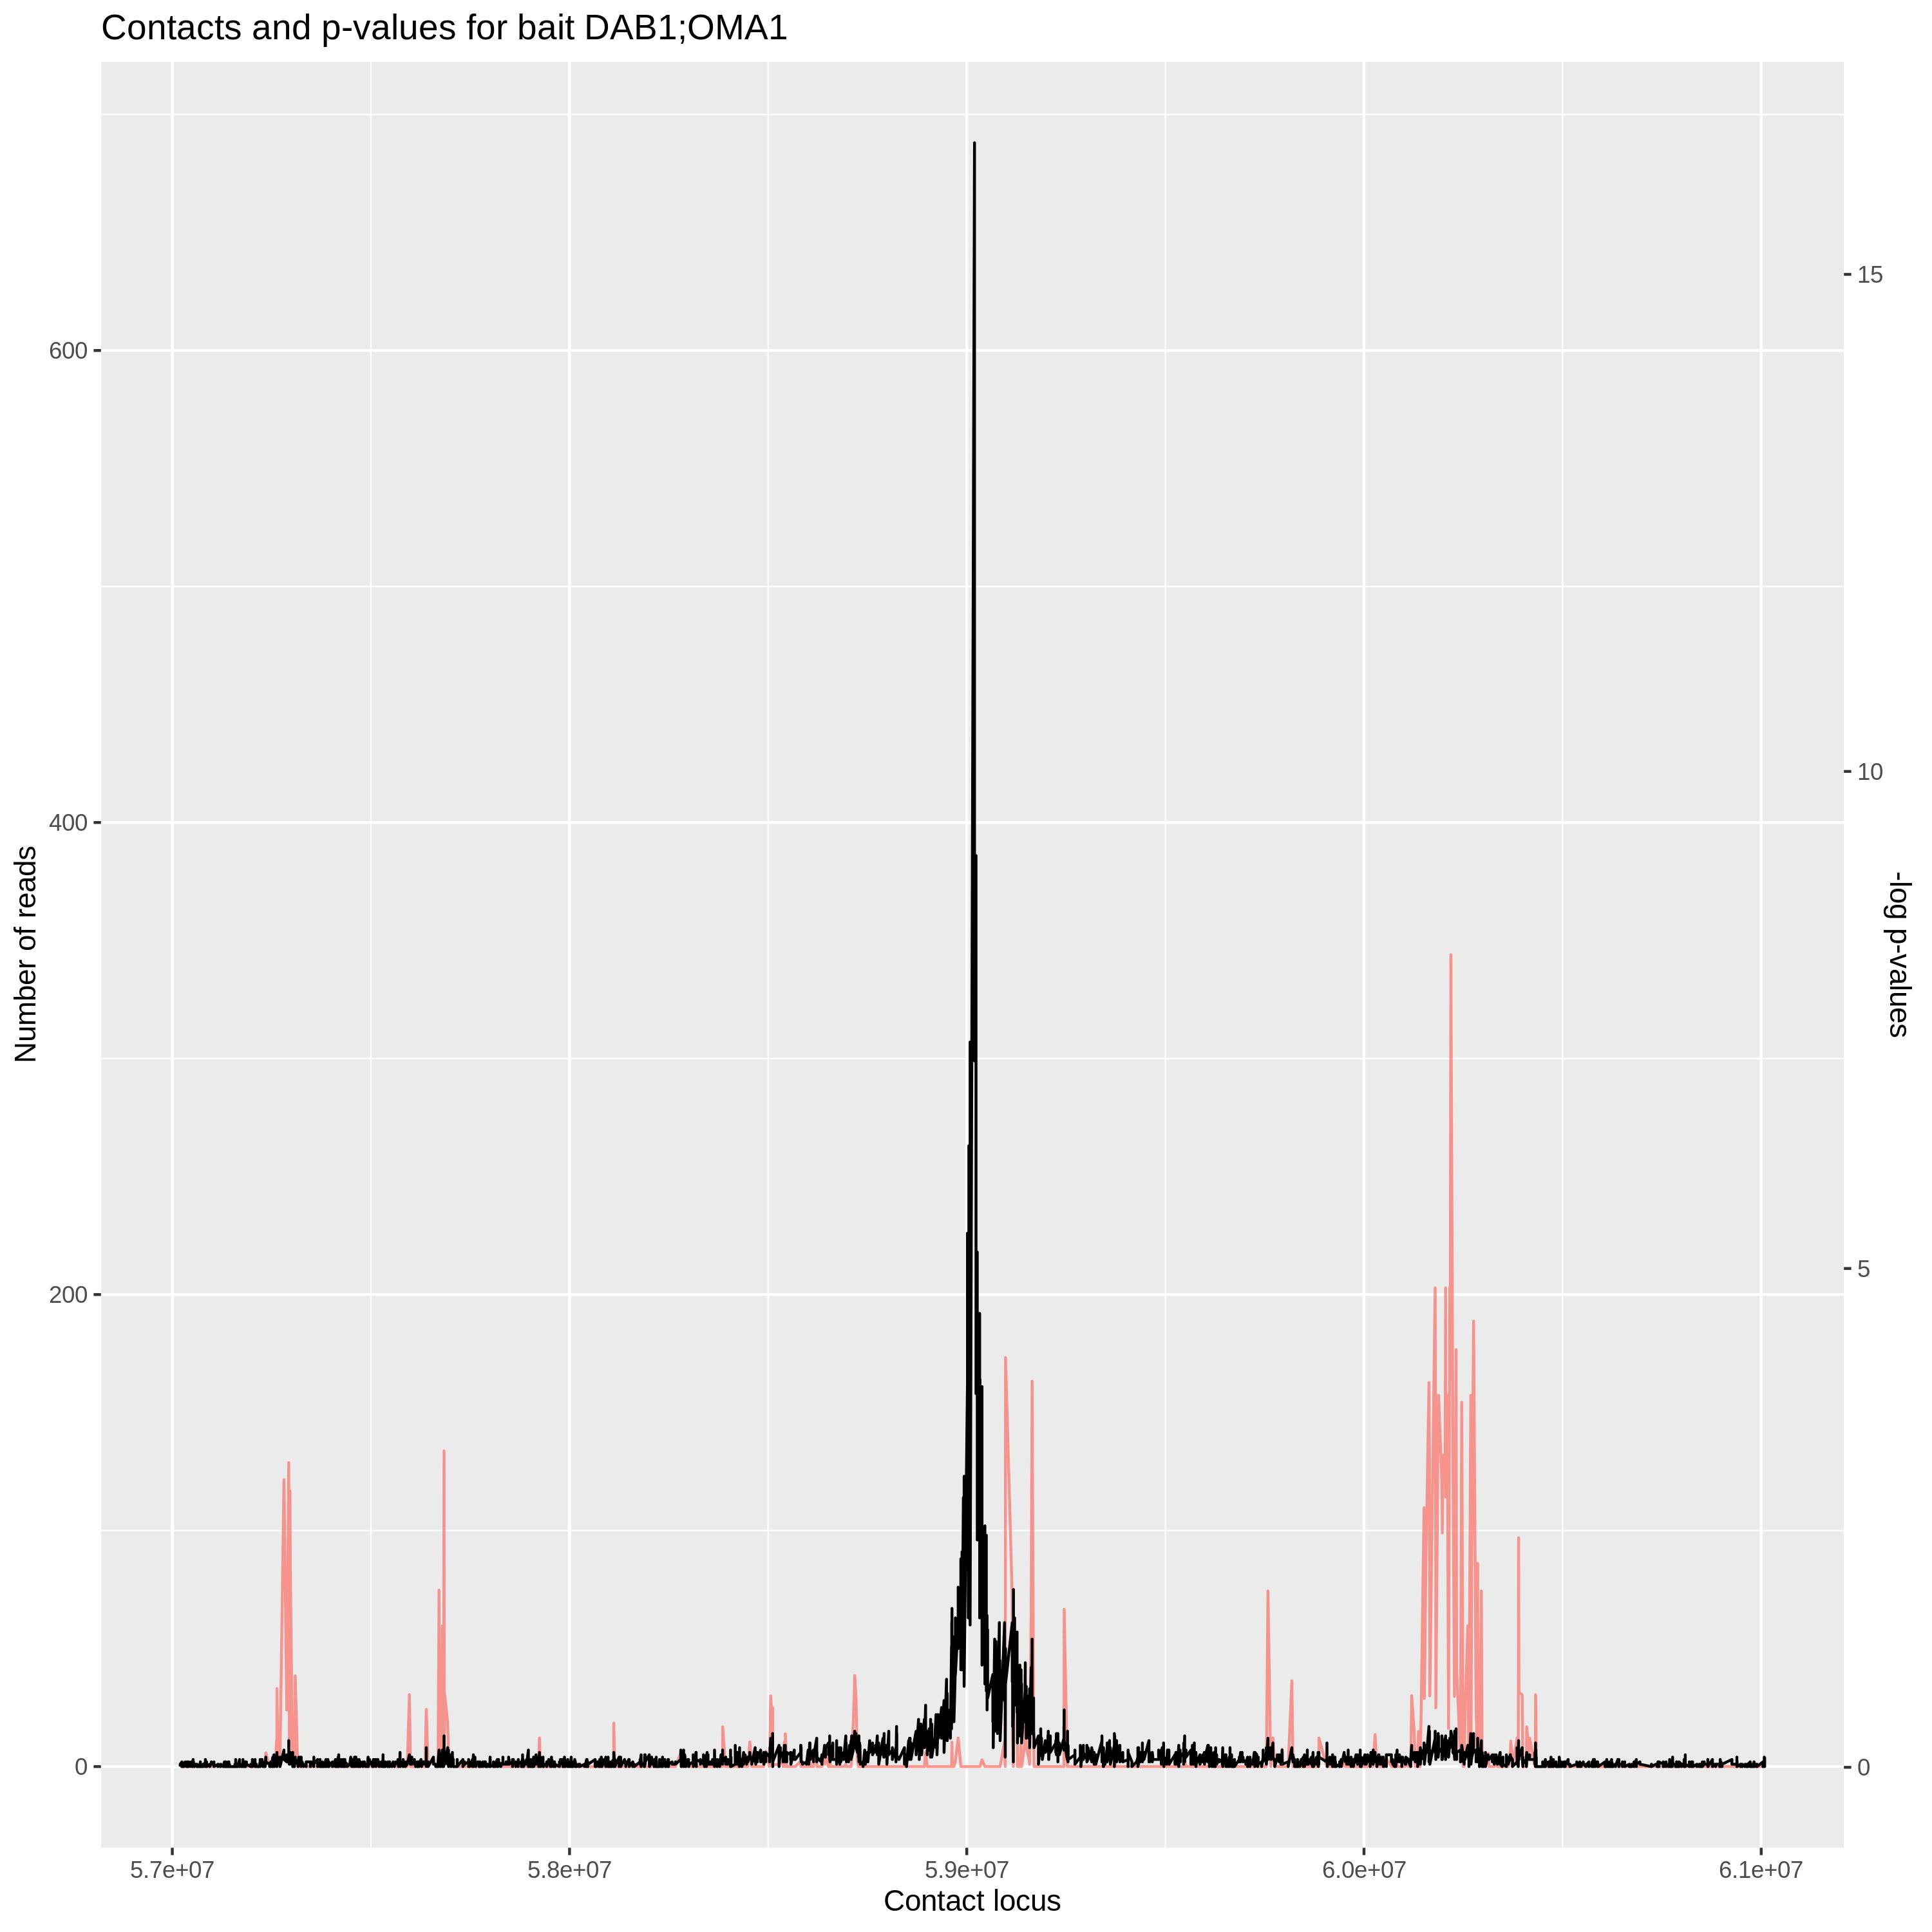 Contacts and p-values for bait DAB1;OMA1
600
400
200
0
Number of reads
15
10
5
0
-log p-values
5.7e+07 5.8e+07 5.9e+07 6.0e+07 6.1e+07
Contact locus